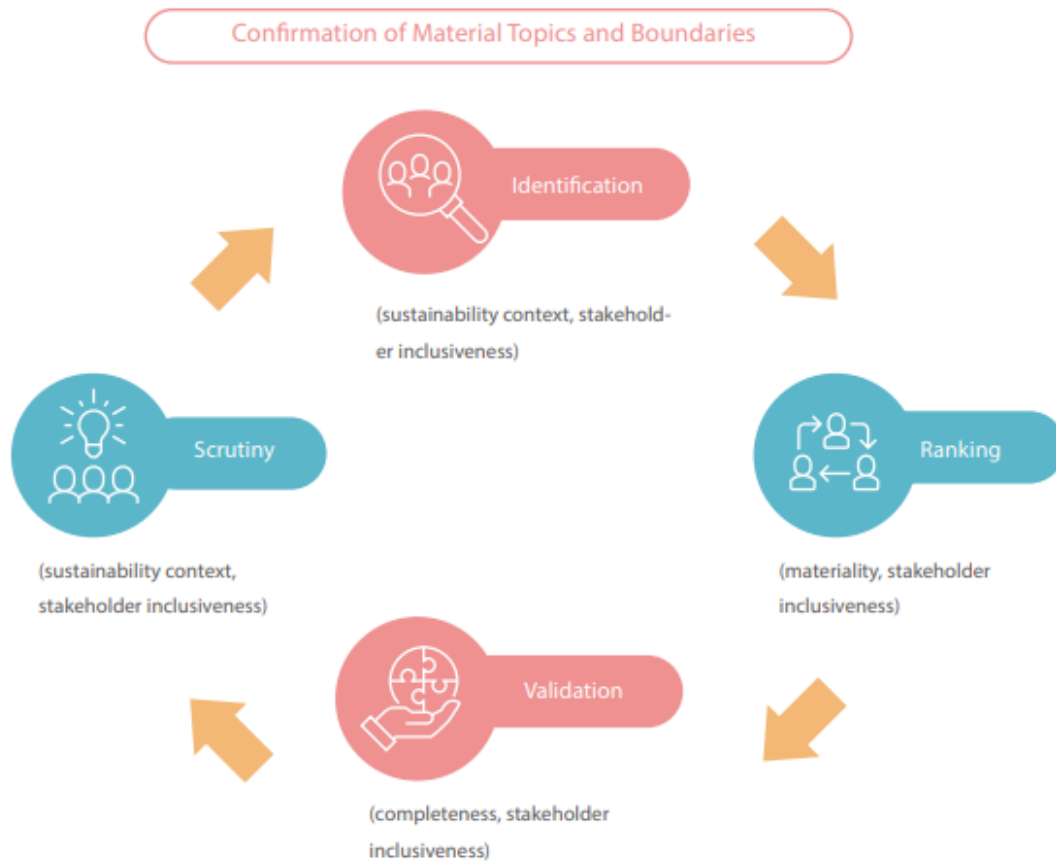 Confirmation of Material Topics and Boundaries
Identification
(sustainability context, stakehold-
er inclusiveness)
Scrutiny
(sustainability context,
stakeholder inclusiveness)
Ranking
(materiality, stakeholder
inclusiveness)
Validation
(completeness, stakeholder
inclusiveness)